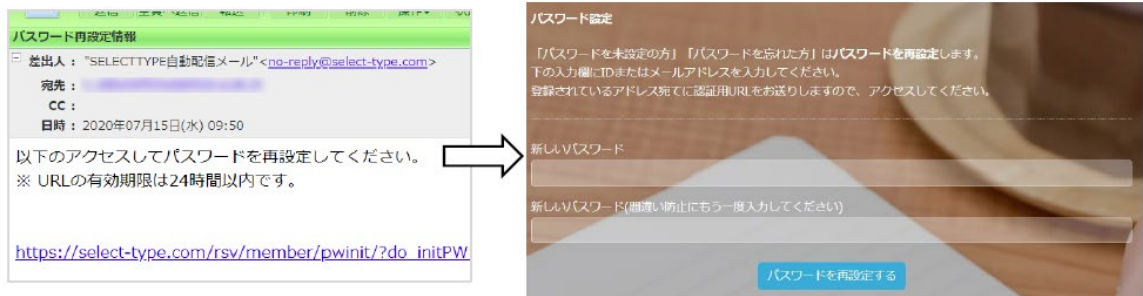 パスワード再設定情報
差出人： "SELECTTYPE自動配信メール"<no-reply@select-type.com>
宛先：
CC：
日時： 2020年07月15日(水) 09:50
以下のアクセスしてパスワードを再設定してください。
※ URLの有効期限は24時間以内です。
https://select-type.com/rsv/member/pwinit/?do_initPW
パスワード設定
「パスワードを未設定の方」「パスワードを忘れた方」はパスワードを再設定します。
下の入力欄にIDまたはメールアドレスを入力してください。
登録されているアドレス宛てに認証用URLをお送りしますので、アクセスしてください。
新しいパスワード
新しいパスワード(間違い防止にもう一度入力してください)
パスワードを再設定する